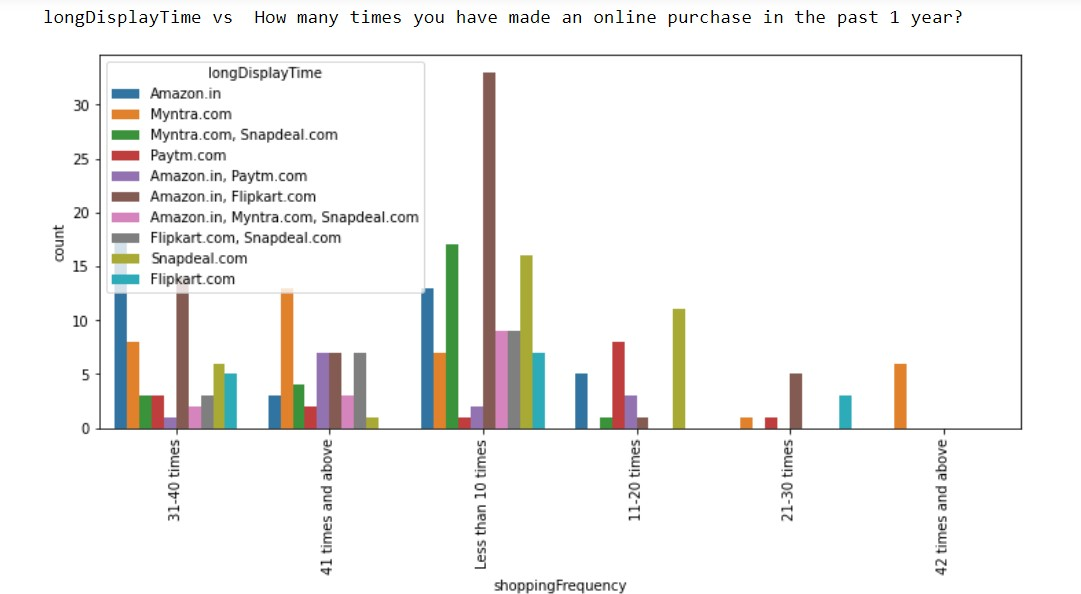 longDisplayTime vs  How many times you have made an online purchase in the past 1 year?
longDisplayTime
Amazon.in
Myntra.com
Myntra.com, Snapdeal.com
Paytm.com
Amazon.in, Paytm.com
Amazon.in, Flipkart.com
Amazon.in, Myntra.com, Snapdeal.com
Flipkart.com, Snapdeal.com
Snapdeal.com
Flipkart.com
count
30
25
20
15
10
5
0
31-40 times
41 times and above
Less than 10 times
11-20 times
21-30 times
42 times and above
shoppingFrequency